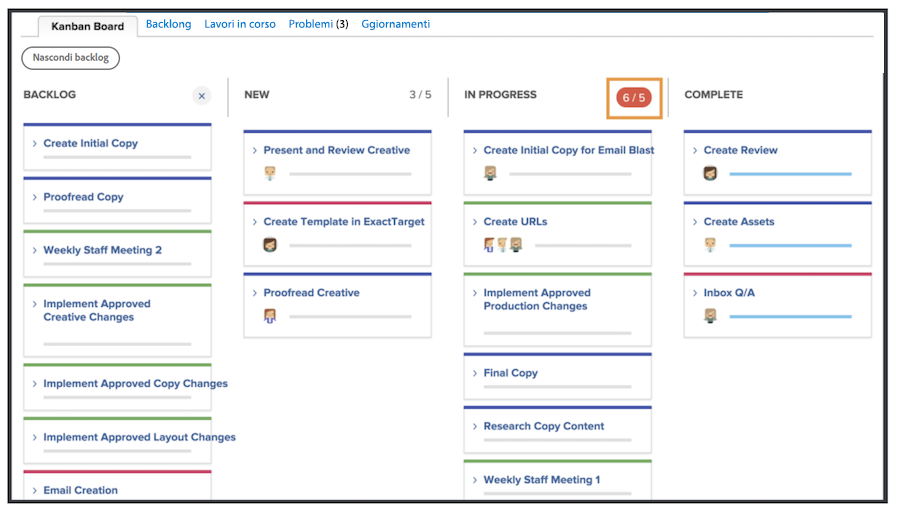 Kanban Board
Backlong
Lavori in corso
Problemi (3)
Ggiornamenti
Nascondi backlog
BACKLOG
×
Create Initial Copy
Proofread Copy
Weekly Staff Meeting 2
Implement Approved
Creative Changes
Implement Approved Copy Changes
Implement Approved Layout Changes
Email Creation
NEW
3 / 5
Present and Review Creative
Create Template in ExactTarget
Proofread Creative
IN PROGRESS
6 / 5
Create Initial Copy for Email Blast
Create URLs
Implement Approved
Production Changes
Final Copy
Research Copy Content
Weekly Staff Meeting 1
COMPLETE
Create Review
Create Assets
Inbox Q/A